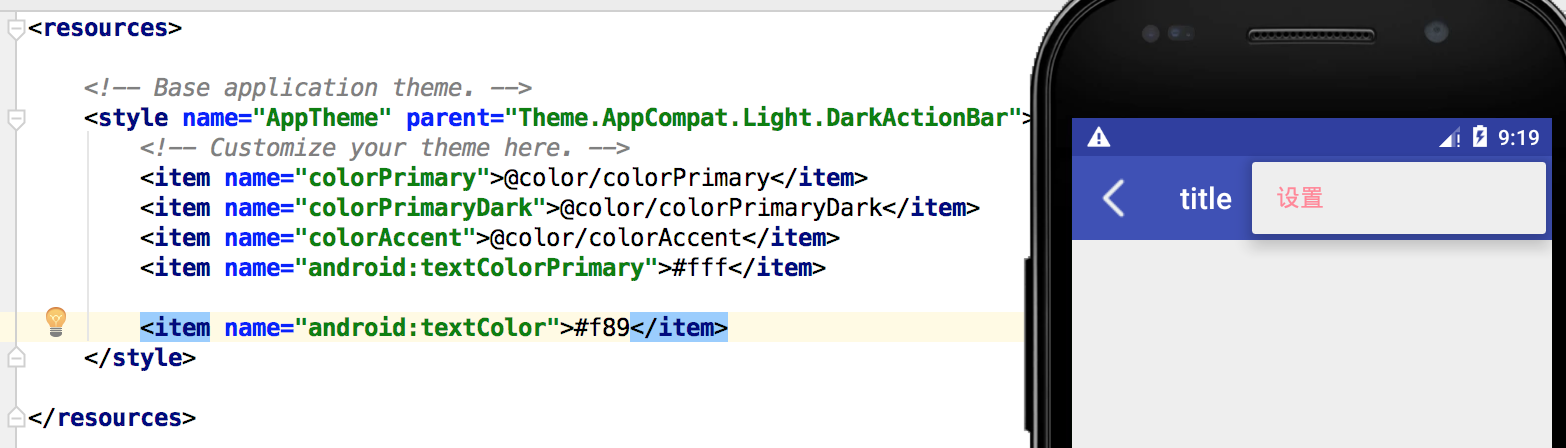 <resources>
<!-- Base application theme. -->
<style name="AppTheme" parent="Theme.AppCompat.Light.DarkActionBar">
<!-- Customize your theme here. -->
<item name="colorPrimary">@color/colorPrimary</item>
<item name="colorPrimaryDark">@color/colorPrimaryDark</item>
<item name="colorAccent">@color/colorAccent</item>
<item name="android:textColorPrimary">#fff</item>
<item name="android:textColor">#f89</item>
</style>
</resources>
9:19
title
设置